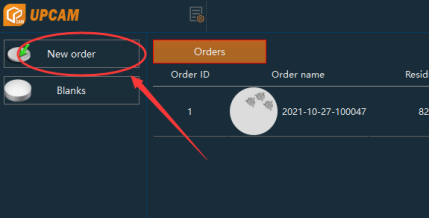 UPCAM
New order
Blanks
Orders
Order ID Order name Resid
1 2021-10-27-100047 82